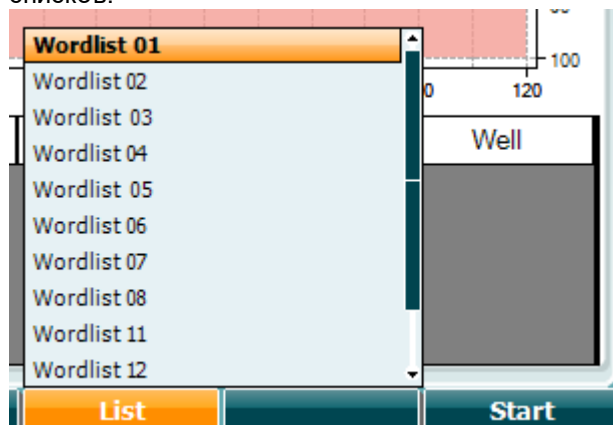 списков.
Wordlist 01
Wordlist 02
Wordlist 03
Wordlist 04
Wordlist 05
Wordlist 06
Wordlist 07
Wordlist 08
Wordlist 11
Wordlist 12
100
120
Well
List
Start